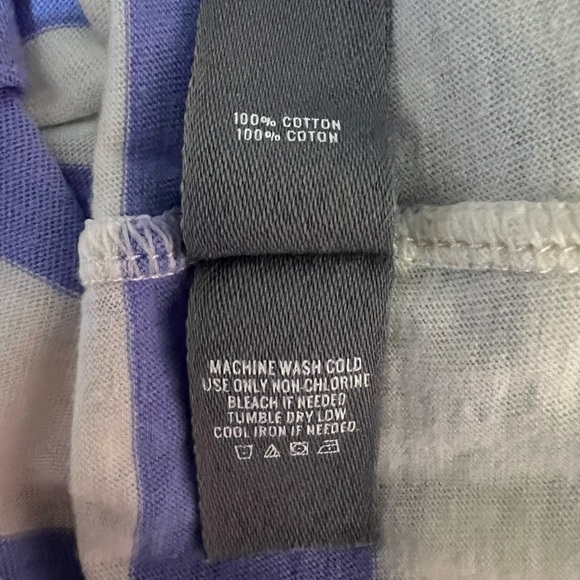 100% COTTON
100% COTON
MACHINE WASH COLD
USE ONLY NON-CHLORINE
BLEACH IF NEEDED
TUMBLE DRY LOW
COOL IRON IF NEEDED